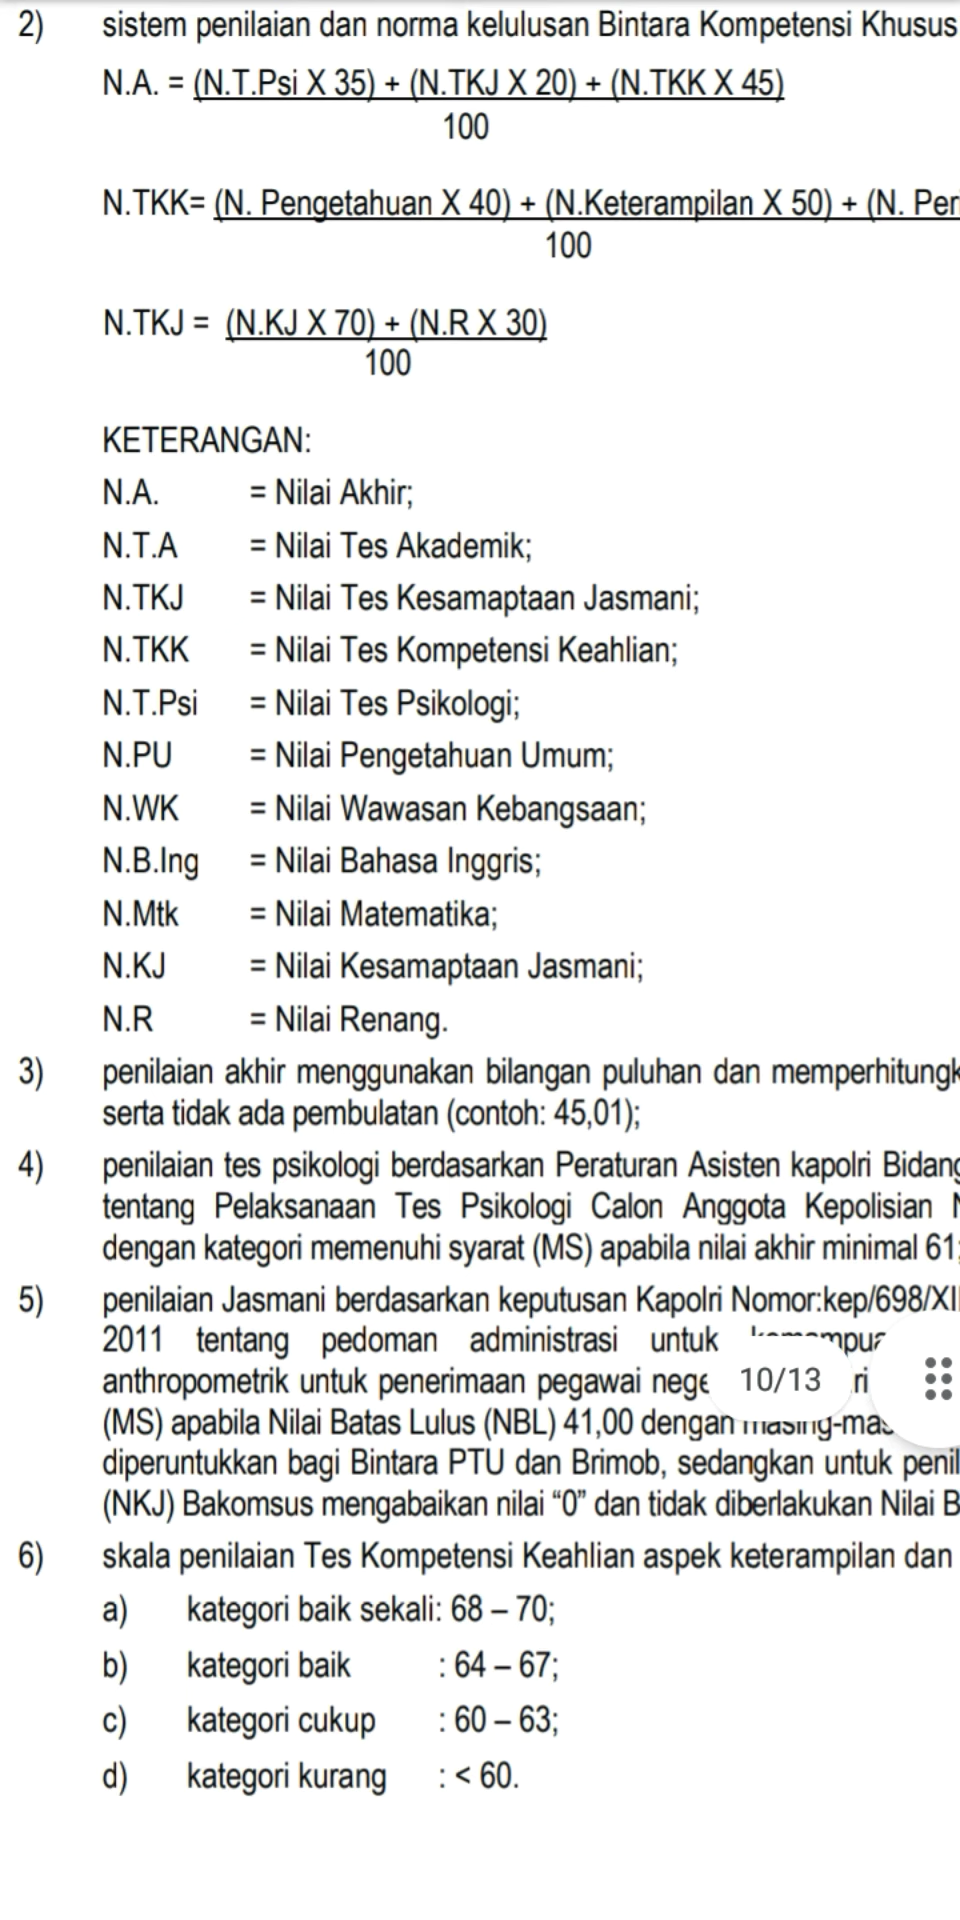 2) sistem penilaian dan norma kelulusan Bintara Kompetensi Khusus
N.A. = (N.T.Psi X 35) + (N.TKJ X 20) + (N.TKK X 45)
100
N.TKK= (N. Pengetahuan X 40) + (N.Keterampilan X 50) + (N.
100
N.TKJ = (N.KJ X 70) + (N.R X 30)
100
KETERANGAN:
N.A. = Nilai Akhir;
N.T.A = Nilai Tes Akademik;
N.TKJ = Nilai Tes Kesamaptaan Jasmani;
N.TKK = Nilai Tes Kompetensi Keahlian;
N.T.Psi = Nilai Tes Psikologi;
N.PU = Nilai Pengetahuan Umum;
N.WK = Nilai Wawasan Kebangsaan;
N.B.Ing = Nilai Bahasa Inggris;
N.Mtk = Nilai Matematika;
N.KJ = Nilai Kesamaptaan Jasmani;
N.R = Nilai Renang.
3) penilaian akhir menggunakan bilangan puluhan dan
serta tidak ada pembulatan (contoh: 45,01);
4) penilaian tes psikologi berdasarkan Peraturan Asisten kapolri
tentang Pelaksanaan Tes Psikologi Calon Anggota Kepolisian
dengan kategori memenuhi syarat (MS) apabila nilai akhir minimal 61;
5) penilaian Jasmani berdasarkan keputusan Kapolri Nomor:kep/698/
2011 tentang pedoman administrasi untuk
anthropometrik untuk penerimaan pegawai 10/13
(MS) apabila Nilai Batas Lulus (NBL) 41,00 dengan
diperuntukkan bagi Bintara PTU dan Brimob, sedangkan untuk
(NKJ) Bakomsus mengabaikan nilai “0” dan tidak diberlakukan Nilai
6) skala penilaian Tes Kompetensi Keahlian aspek keterampilan dan
a) kategori baik sekali: 68 – 70;
b) kategori baik : 64 – 67;
c) kategori cukup : 60 – 63;
d) kategori kurang : < 60.